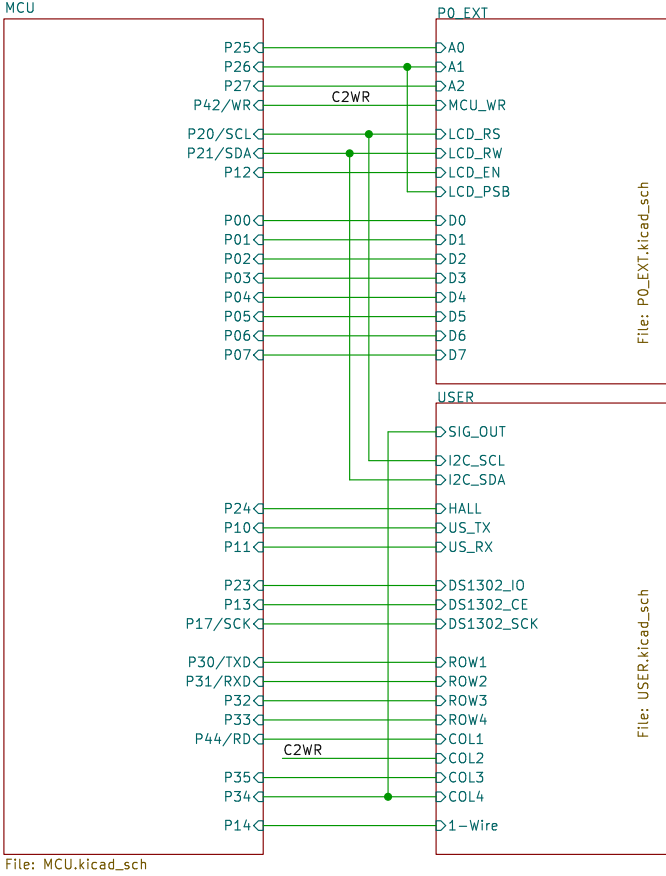 MCU
P0_EXT
P25 A0
P26 A1
P27 A2
C2WR
P42/WR MCU_WR
P20/SCL LCD_RS
P21/SDA LCD_RW
P12 LCD_EN
LCD_PSB
P00 D0
P01 D1
P02 D2
P03 D3
P04 D4
P05 D5
P06 D6
P07 D7
File: P0_EXT.kicad_sch
USER
SIG_OUT
I2C_SCL
I2C_SDA
P24 HALL
P10 US_TX
P11 US_RX
P23 DS1302_IO
P13 DS1302_CE
P17/SCK DS1302_SCK
P30/TXD ROW1
P31/RXD ROW2
P32 ROW3
P33 ROW4
P44/RD COL1
C2WR COL2
P35 COL3
P34 COL4
P14 1-Wire
File: USER.kicad_sch
File: MCU.kicad_sch